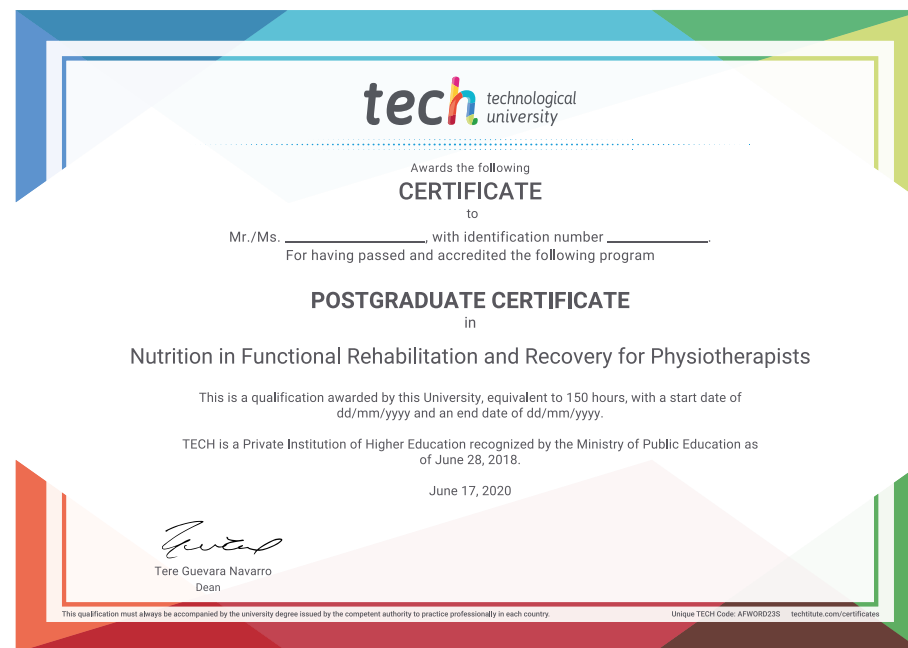 tech technological
university
Awards the following
CERTIFICATE
to
Mr./Ms. ____________________, with identification number ______________.
For having passed and accredited the following program
POSTGRADUATE CERTIFICATE
in
Nutrition in Functional Rehabilitation and Recovery for Physiotherapists
This is a qualification awarded by this University, equivalent to 150 hours, with a start date of
dd/mm/yyyy and an end date of dd/mm/yyyy.
TECH is a Private Institution of Higher Education recognized by the Ministry of Public Education as
of June 28, 2018.
June 17, 2020
Tere Guevara Navarro
Dean
This qualification must always be accompanied by the university degree issued by the competent authority to practice professionally in each country. Unique TECH Code: AFWORD23S techtitute.com/certificates